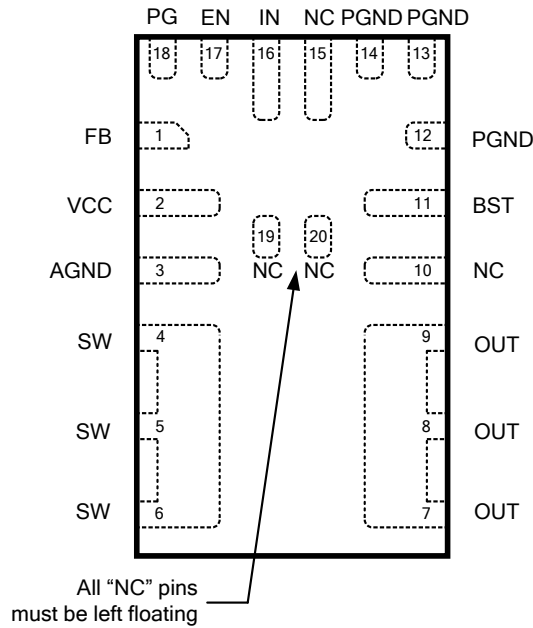 PG EN IN NC PGND PGND
18 17 16 15 14 13
FB 1 12 PGND
VCC 2 11 BST
19 20
AGND 3 NC NC 10 NC
SW 4 9 OUT
SW 5 8 OUT
SW 6 7 OUT
All “NC” pins
must be left floating